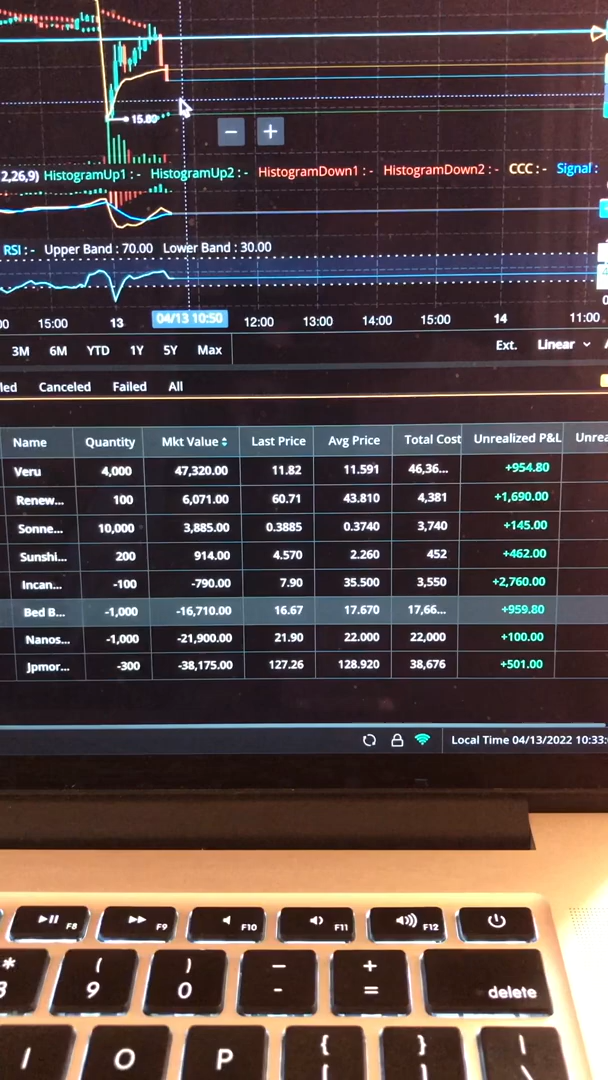 15.80
− +
2,26,9) HistogramUp1 : - HistogramUp2 : - HistogramDown1 : - HistogramDown2 : - CCC : - Signal :
RSI : - Upper Band : 70.00 Lower Band : 30.00
00 15:00 13 04/13 10:50 12:00 13:00 14:00 15:00 14 11:00
3M 6M YTD 1Y 5Y Max Ext. Linear
led Canceled Failed All
Name Quantity Mkt Value Last Price Avg Price Total Cost Unrealized P&L Unrea
Veru 4,000 47,320.00 11.82 11.591 46,36... +954.80
Renew... 100 6,071.00 60.71 43.810 4,381 +1,690.00
Sonne... 10,000 3,885.00 0.3885 0.3740 3,740 +145.00
Sunshi... 200 914.00 4.570 2.260 452 +462.00
Incan... -100 -790.00 7.90 35.500 3,550 +2,760.00
Bed B... -1,000 -16,710.00 16.67 17.670 17,66... +959.80
Nanos... -1,000 -21,900.00 21.90 22.000 22,000 +100.00
Jpmor... -300 -38,175.00 127.26 128.920 38,676 +501.00
Local Time 04/13/2022 10:33:
F8 F9 F10 F11 F12
* ( ) _ +
8 9 0 - = delete
I O P { } |
[ ] \